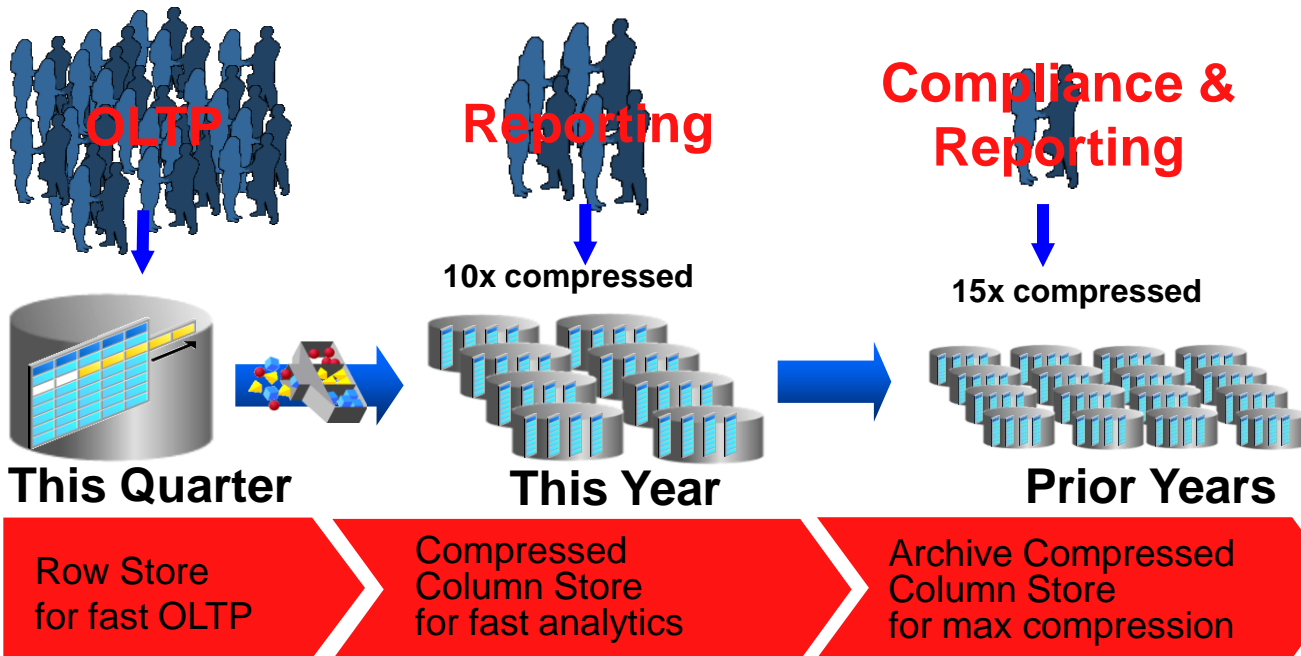 OLTP
Reporting
Compliance &
Reporting
10x compressed
15x compressed
This Quarter
This Year
Prior Years
Row Store
for fast OLTP
Compressed
Column Store
for fast analytics
Archive Compressed
Column Store
for max compression